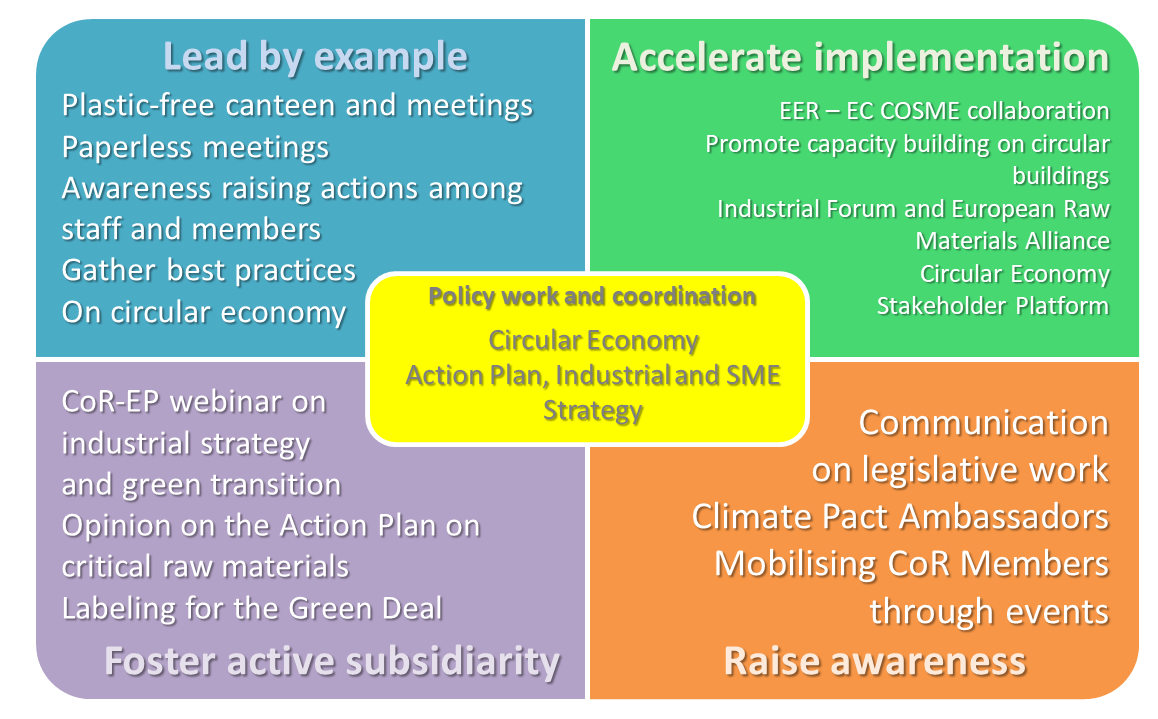 Lead by example
Plastic-free canteen and meetings
Paperless meetings
Awareness raising actions among
staff and members
Gather best practices
On circular economy
Accelerate implementation
EER – EC COSME collaboration
Promote capacity building on circular
buildings
Industrial Forum and European Raw
Materials Alliance
Circular Economy
Stakeholder Platform
Policy work and coordination
Circular Economy
Action Plan, Industrial and SME
Strategy
CoR-EP webinar on
industrial strategy
and green transition
Opinion on the Action Plan on
critical raw materials
Labeling for the Green Deal
Foster active subsidiarity
Communication
on legislative work
Climate Pact Ambassadors
Mobilising CoR Members
through events
Raise awareness